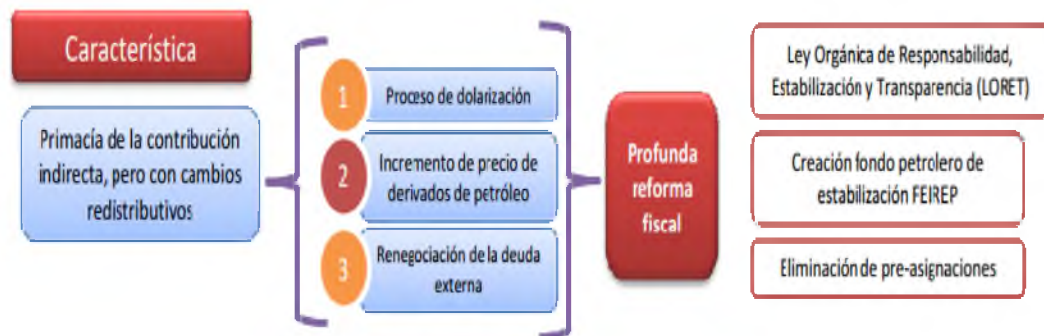 Característica
Primacía de la contribución
indirecta, pero con cambios
redistributivos
1
Proceso de dolarización
2
Incremento de precio de
derivados de petróleo
3
Renegociación de la deuda
externa
Profunda
reforma
fiscal
Ley Orgánica de Responsabilidad,
Estabilización y Transparencia (LORET)
Creación fondo petrolero de
estabilización FEIREP
Eliminación de pre-asignaciones